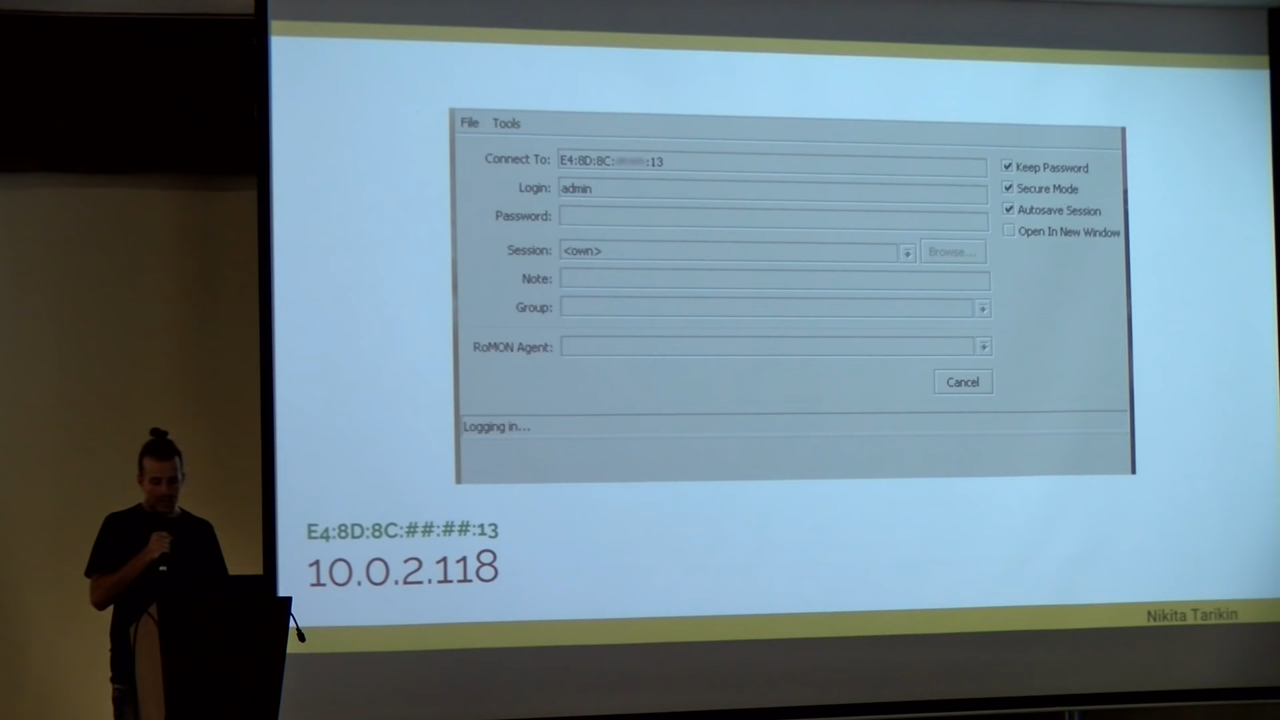 File Tools
Connect To: E4:8D:8C: :13
Keep Password
Login: admin
Secure Mode
Password:
Autosave Session
Open In New Window
Session: <own>
Browse...
Note:
Group:
RoMON Agent:
Cancel
Logging in...
E4:8D:8C:##:##:13
10.0.2.118
Nikita Tarikin